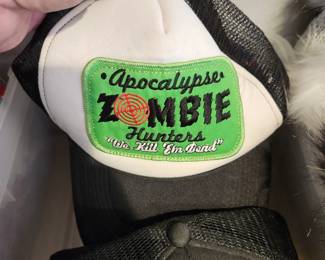 Apocalypse
ZOMBIE
Hunters
"We Kill 'Em Dead"